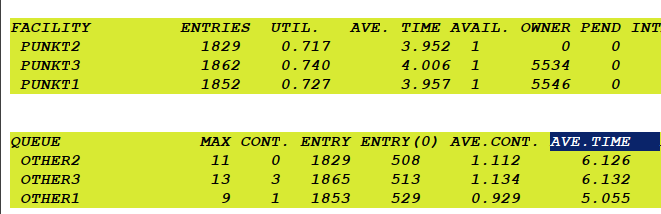 FACILITY ENTRIES UTIL. AVE. TIME AVAIL. OWNER PEND
PUNKT2 1829 0.717 3.952 1 0 0
PUNKT3 1862 0.740 4.006 1 5534 0
PUNKT1 1852 0.727 3.957 1 5546 0
QUEUE MAX CONT. ENTRY ENTRY(0) AVE.CONT. AVE.TIME
OTHER2 11 0 1829 508 1.112 6.126
OTHER3 13 3 1865 513 1.134 6.132
OTHER1 9 1 1853 529 0.929 5.055